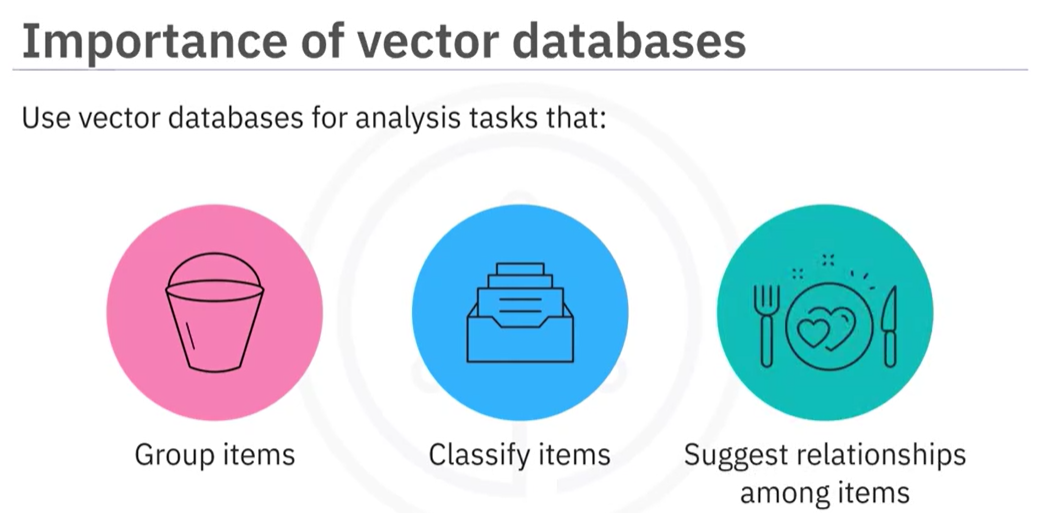 Importance of vector databases
Use vector databases for analysis tasks that:
Group items
Classify items
Suggest relationships
among items